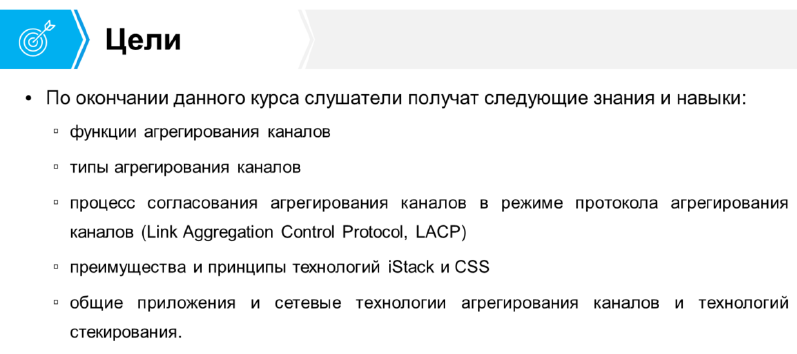 Цели
• По окончании данного курса слушатели получат следующие знания и навыки:
▫ функции агрегирования каналов
▫ типы агрегирования каналов
▫ процесс согласования агрегирования каналов в режиме протокола агрегирования
каналов (Link Aggregation Control Protocol, LACP)
▫ преимущества и принципы технологий iStack и CSS
▫ общие приложения и сетевые технологии агрегирования каналов и технологий
стекирования.